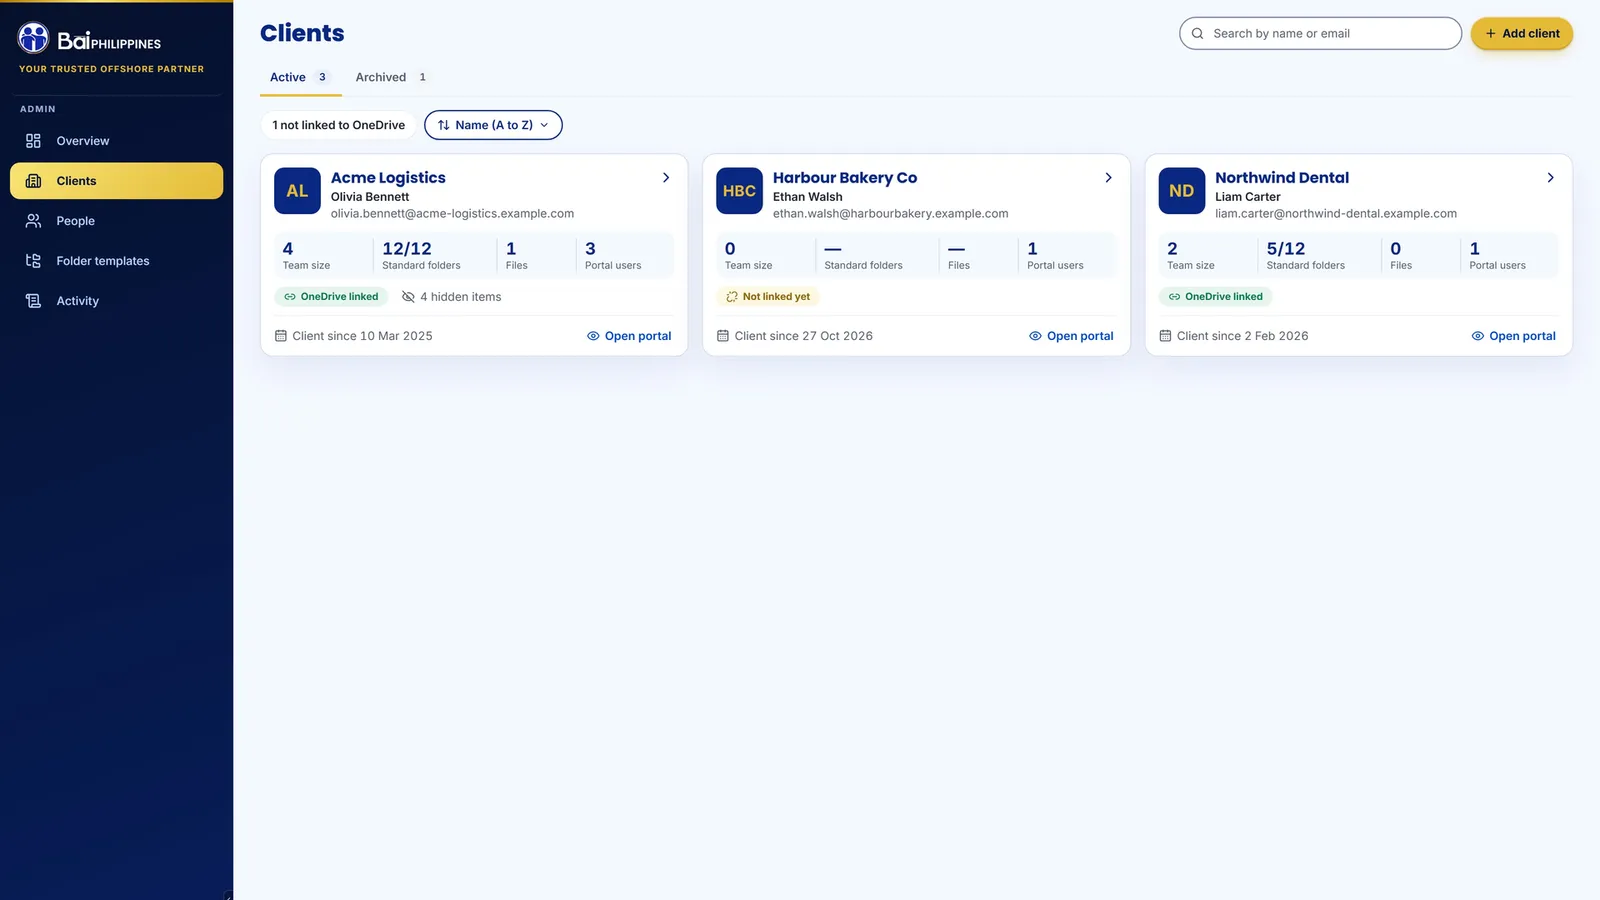 BaiPHILIPPINES
YOUR TRUSTED OFFSHORE PARTNER
ADMIN
Overview
Clients
People
Folder templates
Activity
Clients
Search by name or email
+ Add client
Active 3
Archived 1
1 not linked to OneDrive
Name (A to Z)
AL
Acme Logistics
Olivia Bennett
olivia.bennett@acme-logistics.example.com
4 12/12 1 3
Team size Standard folders Files Portal users
OneDrive linked 4 hidden items
Client since 10 Mar 2025 Open portal
HBC
Harbour Bakery Co
Ethan Walsh
ethan.walsh@harbourbakery.example.com
0 — — 1
Team size Standard folders Files Portal users
Not linked yet
Client since 27 Oct 2026 Open portal
ND
Northwind Dental
Liam Carter
liam.carter@northwind-dental.example.com
2 5/12 0 1
Team size Standard folders Files Portal users
OneDrive linked
Client since 2 Feb 2026 Open portal